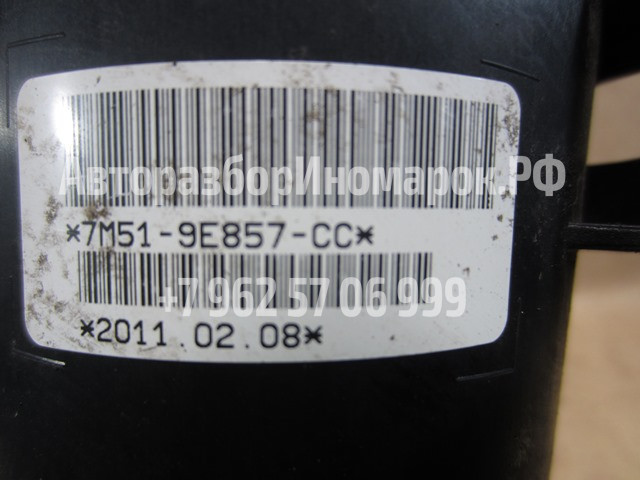 АвторазборИномарок.РФ
*7M51-9E857-CC*
+7 962 57 06 999
*2011.02.08*